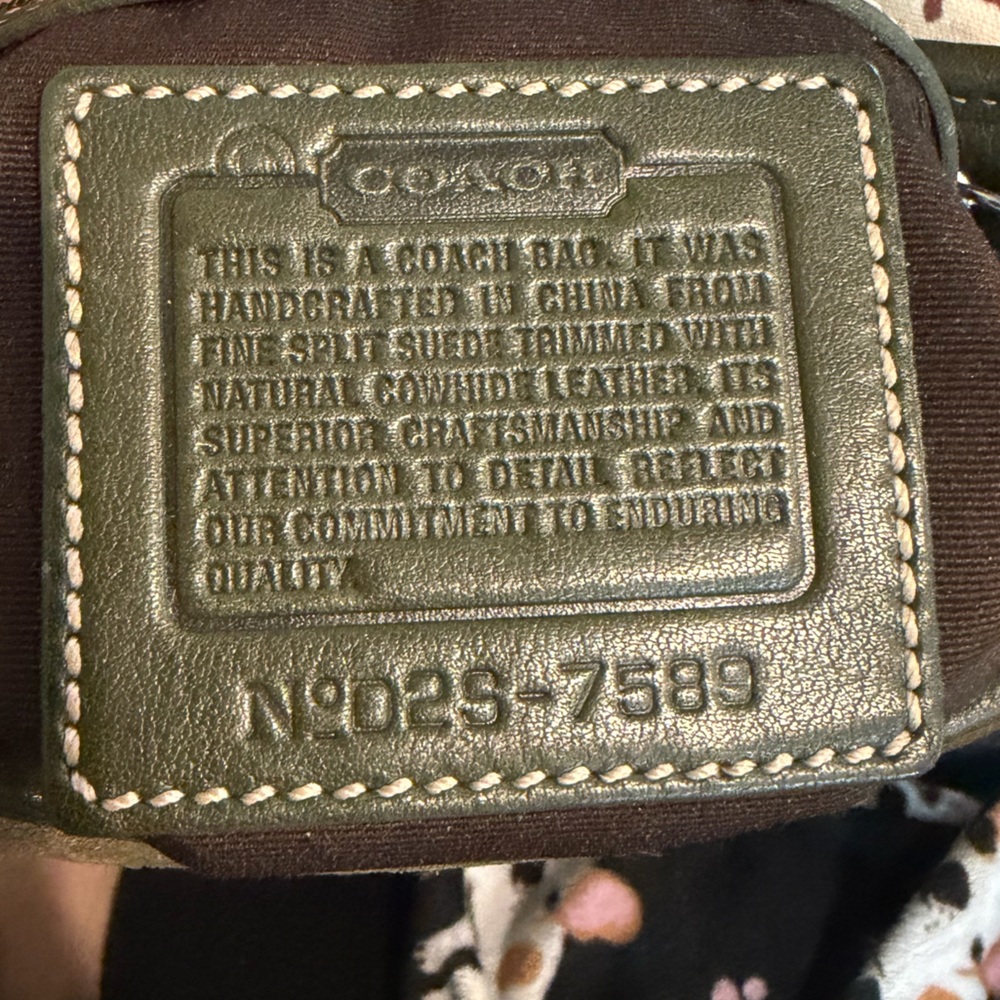 COACH
THIS IS A COACH BAG. IT WAS
HANDCRAFTED IN CHINA FROM
FINE SPLIT SUEDE TRIMMED WITH
NATURAL COWHIDE LEATHER. ITS
SUPERIOR CRAFTSMANSHIP AND
ATTENTION TO DETAIL REFLECT
OUR COMMITMENT TO ENDURING
QUALITY.
NºD2S-7589